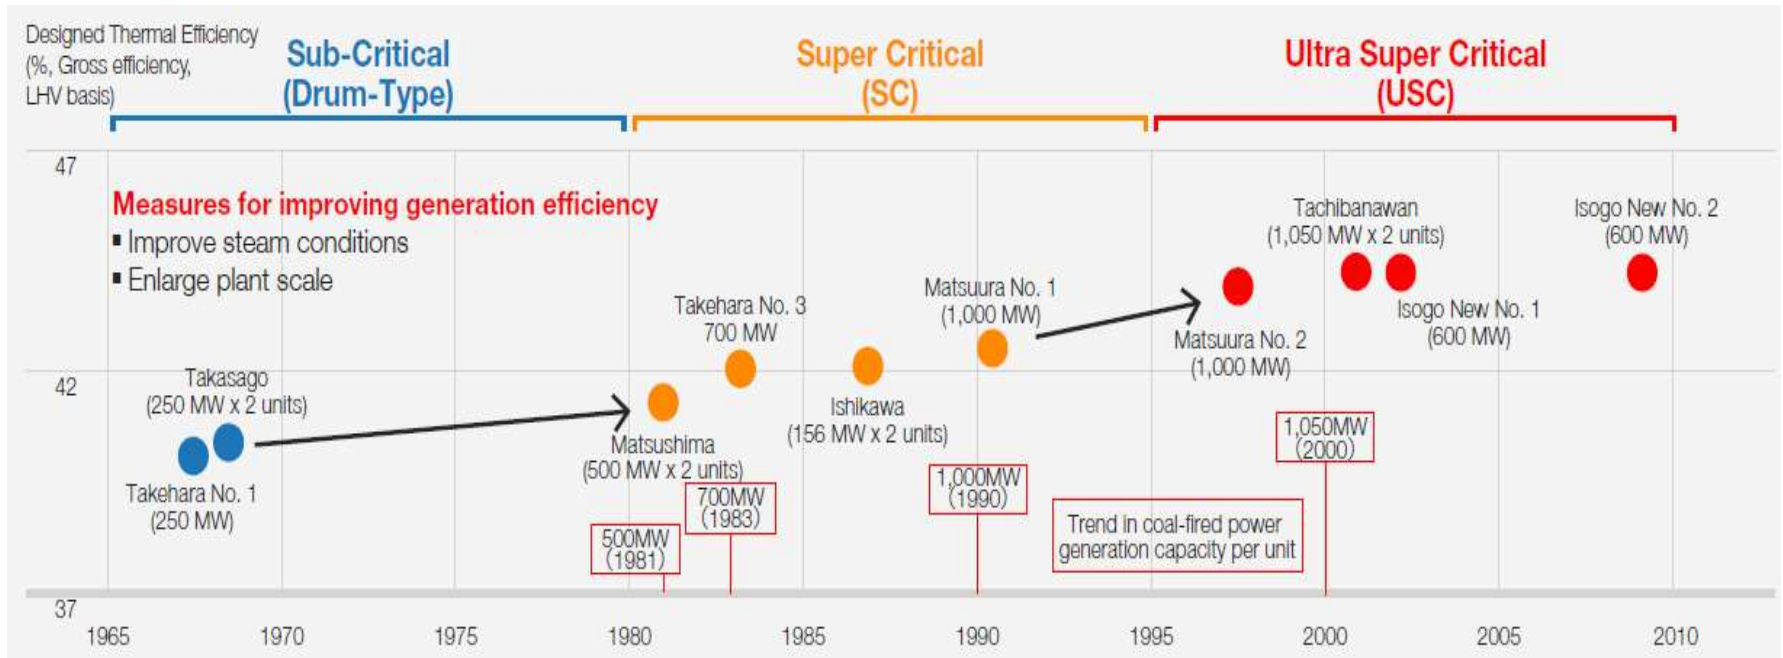 Designed Thermal Efficiency
(%, Gross efficiency,
LHV basis)
Sub-Critical
(Drum-Type)
Super Critical
(SC)
Ultra Super Critical
(USC)
47
Measures for improving generation efficiency
▪ Improve steam conditions
▪ Enlarge plant scale
Tachibanawan
(1,050 MW x 2 units)
Isogo New No. 2
(600 MW)
Matsuura No. 1
(1,000 MW)
Takehara No. 3
700 MW
Isogo New No. 1
(600 MW)
Matsuura No. 2
(1,000 MW)
42
Takasago
(250 MW x 2 units)
Ishikawa
(156 MW x 2 units)
Matsushima
(500 MW x 2 units)
Takehara No. 1
(250 MW)
1,050MW
(2000)
1,000MW
(1990)
700MW
(1983)
500MW
(1981)
Trend in coal-fired power
generation capacity per unit
37
1965 1970 1975 1980 1985 1990 1995 2000 2005 2010